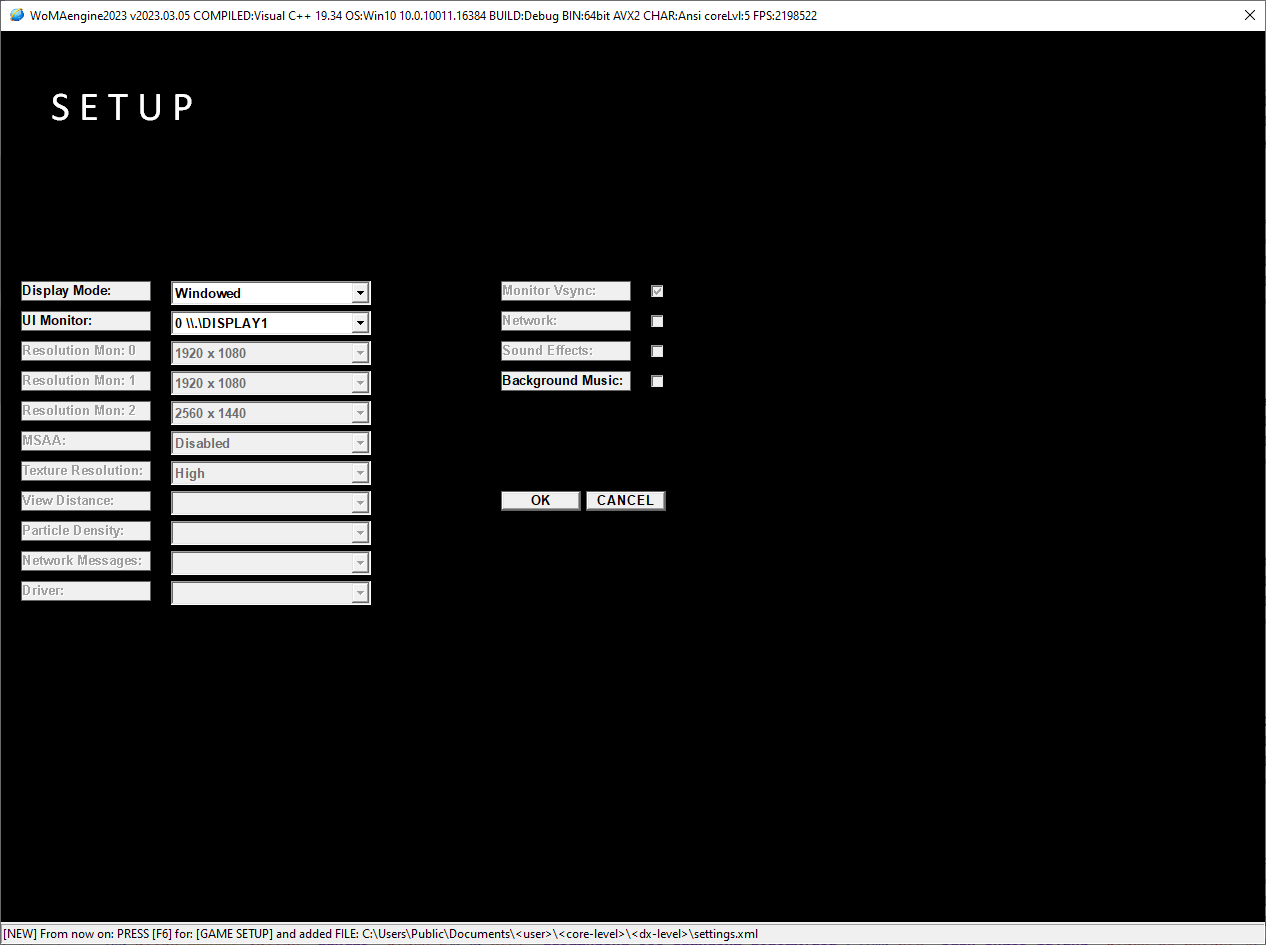 WoMAengine2023 v2023.03.05 COMPILED:Visual C++ 19.34 OS:Win10 10.0.10011.16384 BUILD:Debug BIN:64bit AVX2 CHAR:Ansi coreLvl:5 FPS:2198522
SETUP
Display Mode: Windowed
UI Monitor: 0 \\.\DISPLAY1
Resolution Mon: 0 1920 x 1080
Resolution Mon: 1 1920 x 1080
Resolution Mon: 2 2560 x 1440
MSAA: Disabled
Texture Resolution: High
View Distance:
Particle Density:
Network Messages:
Driver:
Monitor Vsync:
Network:
Sound Effects:
Background Music:
OK CANCEL
[NEW] From now on: PRESS [F6] for: [GAME SETUP] and added FILE: C:\Users\Public\Documents\<user>\<core-level>\<dx-level>\settings.xml